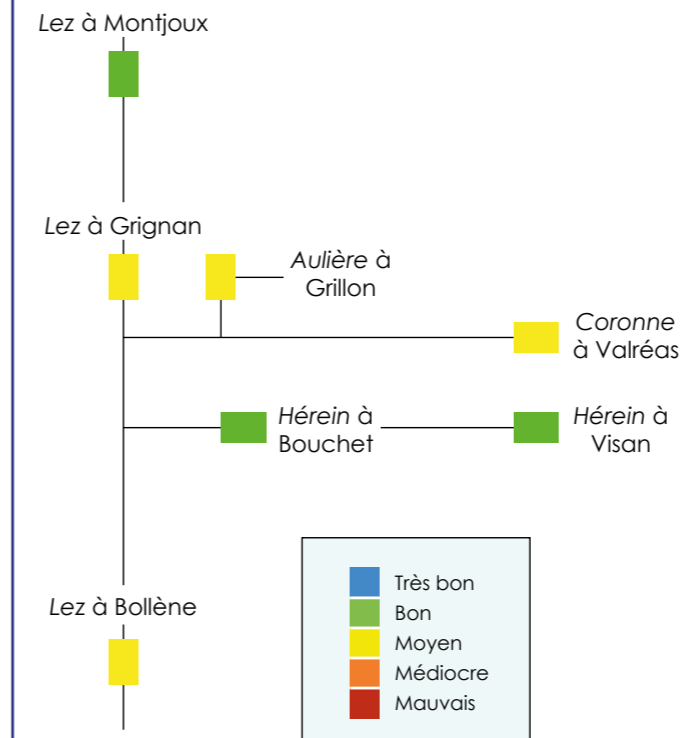 Lez à Montjoux
Lez à Grignan
Aulière à
Grillon
Coronne
à Valréas
Hérein à
Bouchet
Hérein à
Visan
Lez à Bollène
Très bon
Bon
Moyen
Médiocre
Mauvais